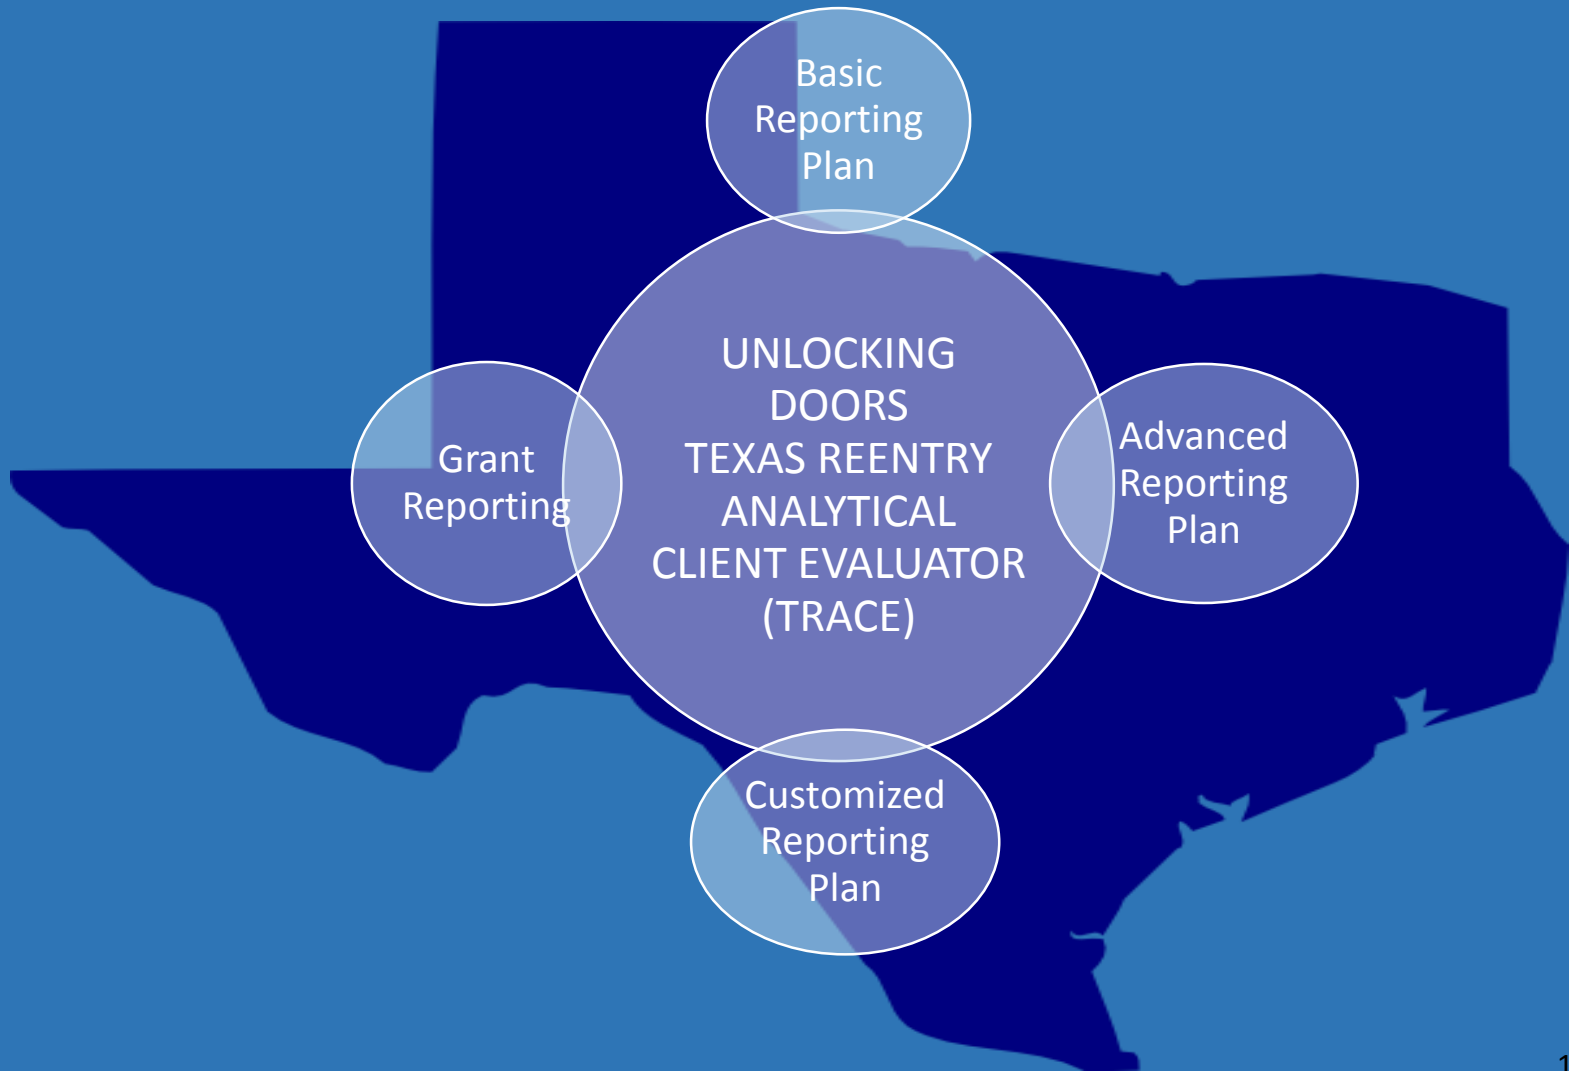 Basic
Reporting
Plan
UNLOCKING
DOORS
TEXAS REENTRY
ANALYTICAL
CLIENT EVALUATOR
(TRACE)
Grant
Reporting
Advanced
Reporting
Plan
Customized
Reporting
Plan
1